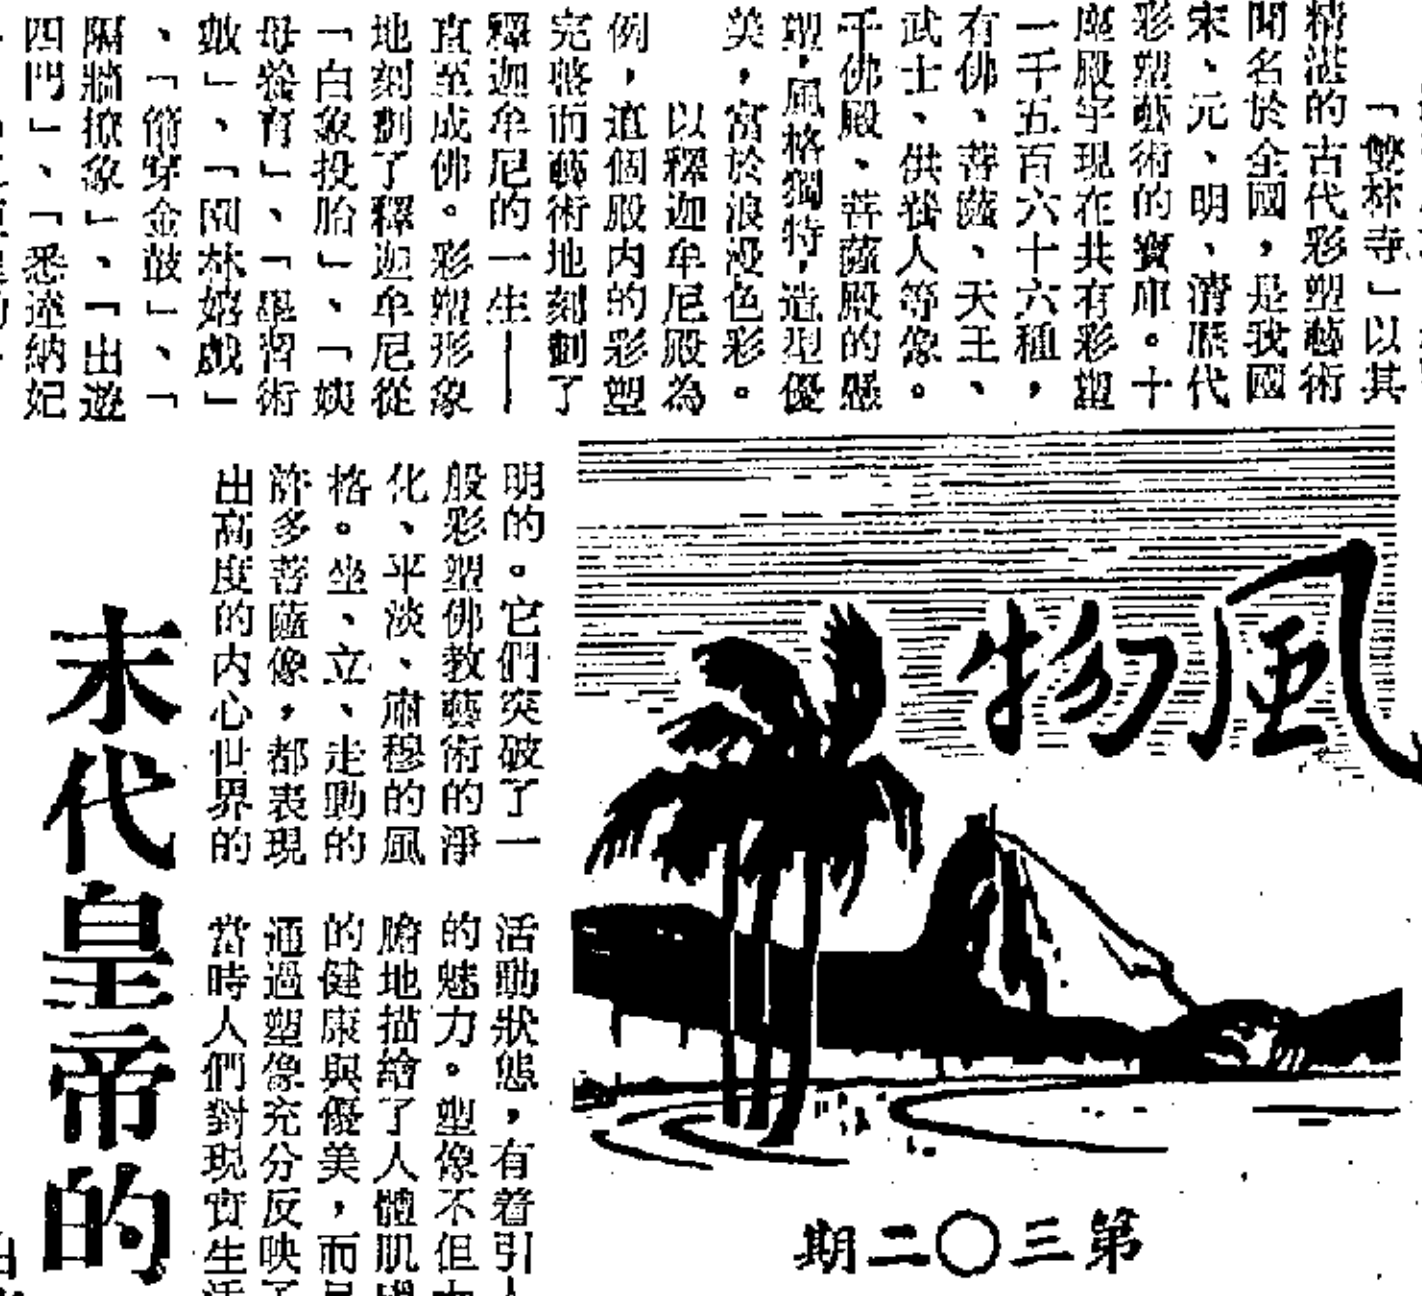 「雙林寺」以其
精湛的古代彩塑藝術
聞名於全國，是我國
宋、元、明、清歷代
彩塑藝術的寶庫。十
座殿宇現在共有彩塑
一千五百六十六種，
有佛、菩薩、天王、
武士、供養人等像。
千佛殿、菩薩殿的懸
塑，風格獨特，造型優
美，富於浪漫色彩。
以釋迦牟尼殿為
例，這個殿內的彩塑
完整而藝術地刻劃了
釋迦牟尼的一生——
直至成佛。彩塑形象
地刻劃了釋迦牟尼從
「白象投胎」、「姨
母養育」、「學習術
數」、「園林嬉戲」
、「箭穿金鼓」、「
隔牆擲象」、「出遊
四門」、「悉達納妃
風物
第三〇二期
明的。它們突破了一
般彩塑佛教藝術的淨
化、平淡、肅穆的風
格。坐、立、走動的
許多菩薩像，都表現
出高度的內心世界的
活動狀態，有着引
的魅力。塑像不但
膽地描繪了人體肌
的健康與優美，而
通過塑像充分反映了
當時人們對現實生活
末代皇帝的